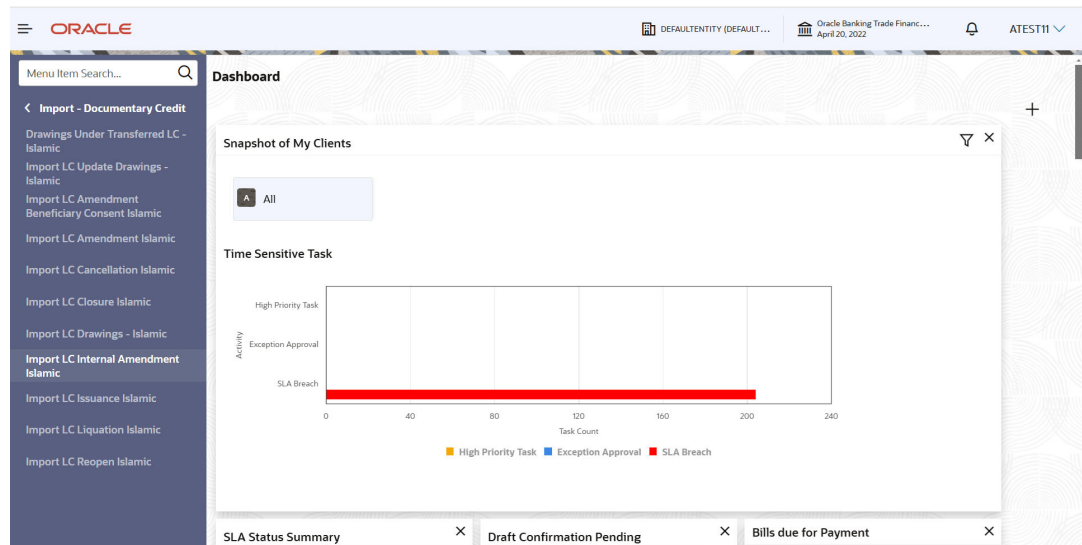 ORACLE
DEFAULTENTITY (DEFAULT...
Oracle Banking Trade Financ...
April 20, 2022
ATEST11
Menu Item Search...
Import - Documentary Credit
Drawings Under Transferred LC -
Islamic
Import LC Update Drawings -
Islamic
Import LC Amendment
Beneficiary Consent Islamic
Import LC Amendment Islamic
Import LC Cancellation Islamic
Import LC Closure Islamic
Import LC Drawings - Islamic
Import LC Internal Amendment
Islamic
Import LC Issuance Islamic
Import LC Liquation Islamic
Import LC Reopen Islamic
Dashboard
Snapshot of My Clients
A All
Time Sensitive Task
Activity
High Priority Task
Exception Approval
SLA Breach
0 40 80 120 160 200 240
Task Count
High Priority Task Exception Approval SLA Breach
SLA Status Summary
Draft Confirmation Pending
Bills due for Payment